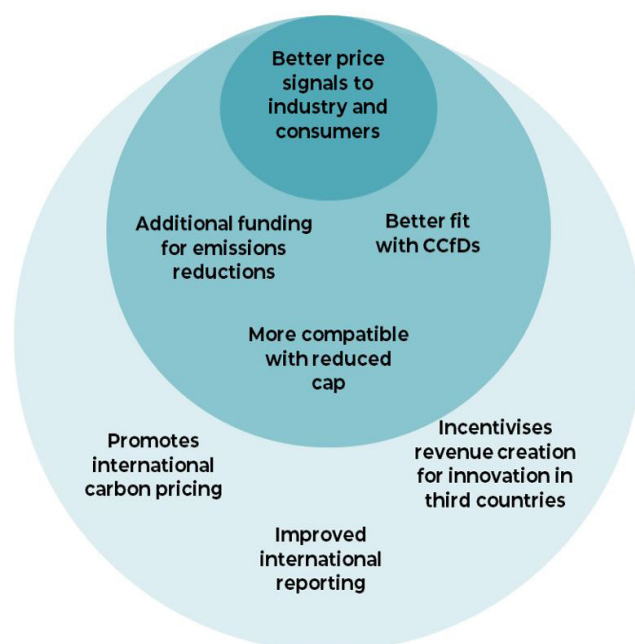 Better price
signals to
industry and
consumers
Additional funding
for emissions
reductions
Better fit
with CCfDs
More compatible
with reduced
cap
Promotes
international
carbon pricing
Incentivises
revenue creation
for innovation in
third countries
Improved
international
reporting